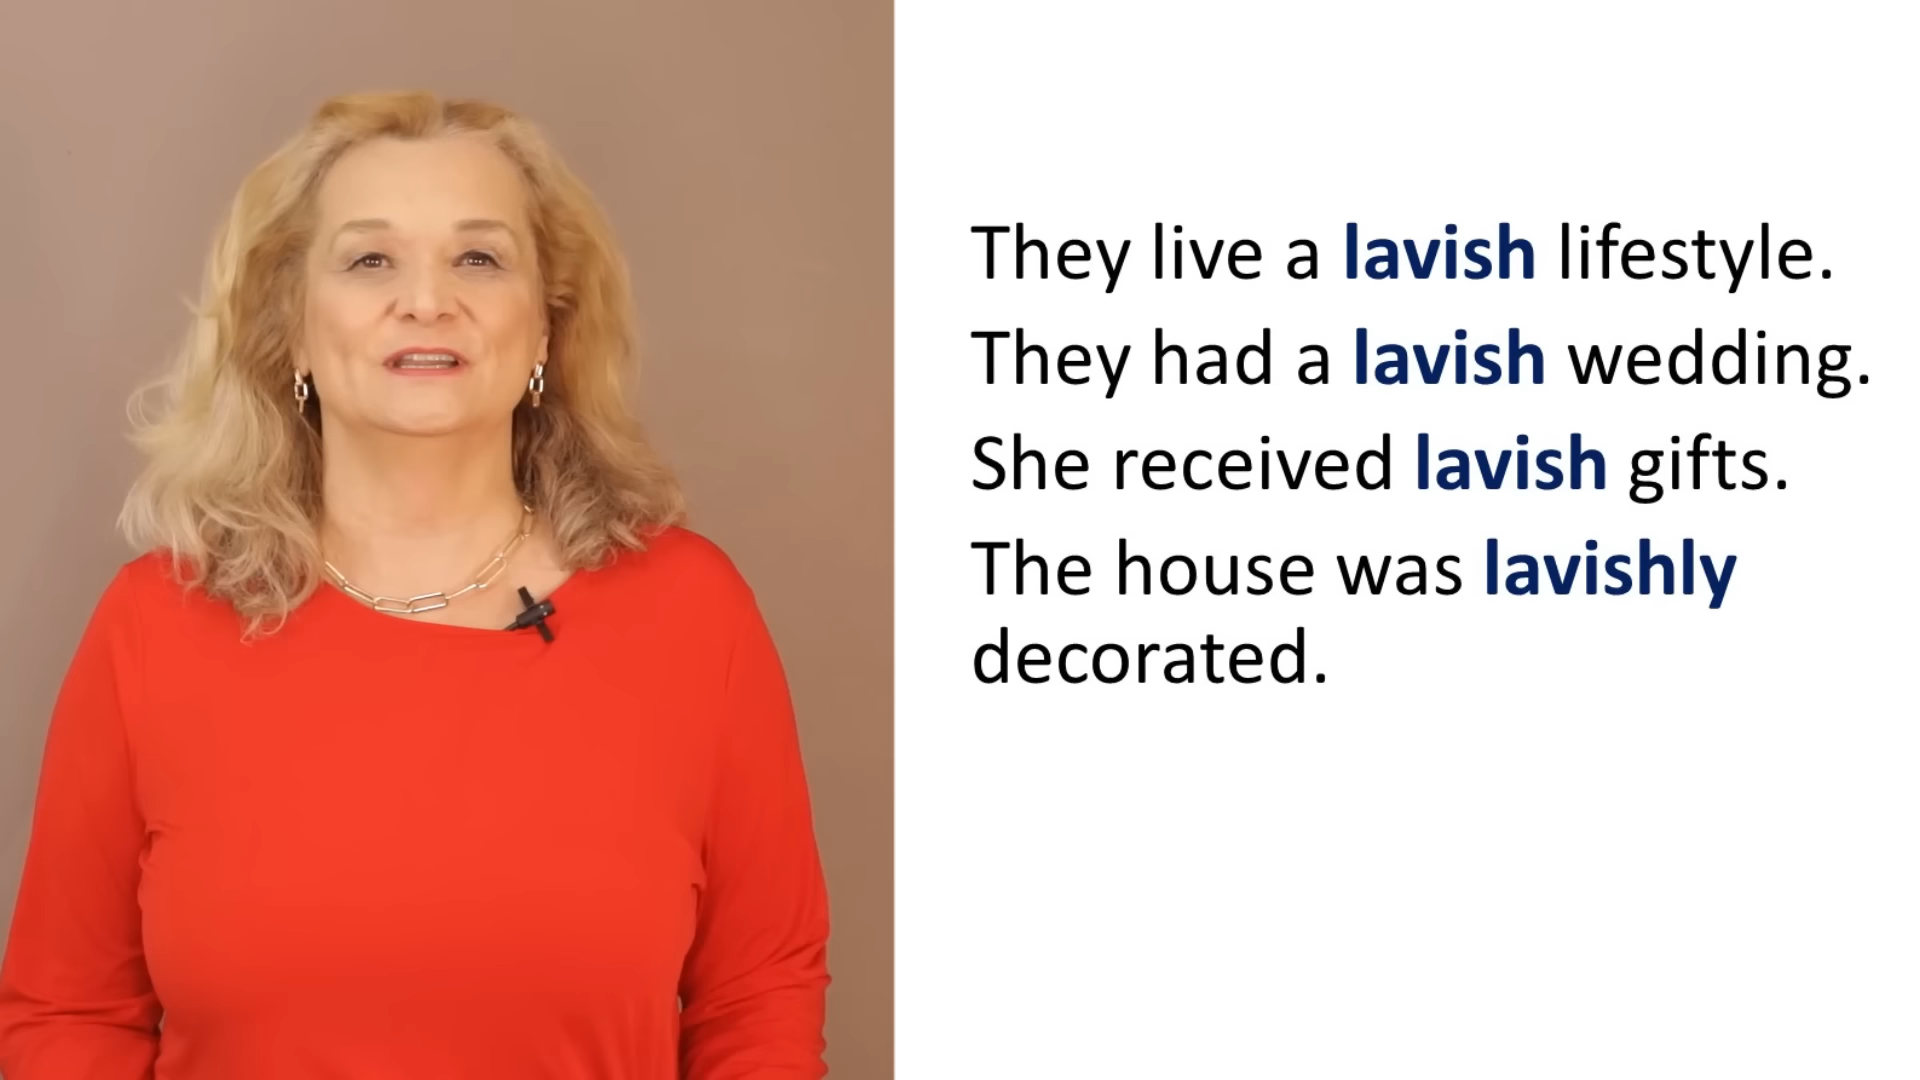 They live a lavish lifestyle.
They had a lavish wedding.
She received lavish gifts.
The house was lavishly
decorated.